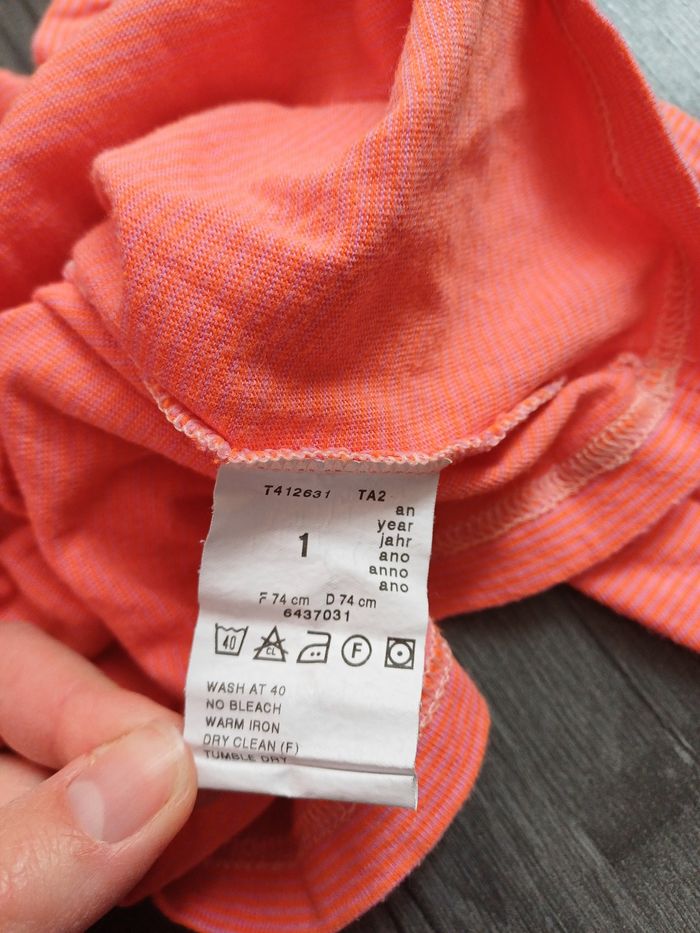 T412631 TA2
an
year
jahr
1
ano
anno
ano
F 74 cm D 74 cm
6437031
40 CL F
WASH AT 40
NO BLEACH
WARM IRON
DRY CLEAN (F)
TUMBLE DRY